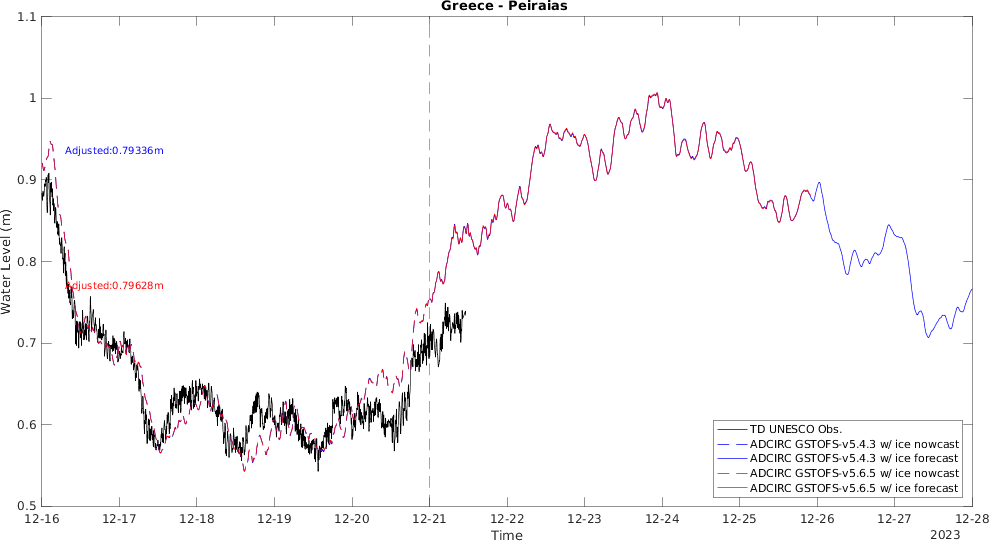 Greece - Peiraias
1.1
1
0.9
0.8
0.7
0.6
0.5
Water Level (m)
Adjusted:0.79336m
Adjusted:0.79628m
TD UNESCO Obs.
ADCIRC GSTOFS-v5.4.3 w/ ice nowcast
ADCIRC GSTOFS-v5.4.3 w/ ice forecast
ADCIRC GSTOFS-v5.6.5 w/ ice nowcast
ADCIRC GSTOFS-v5.6.5 w/ ice forecast
12-16 12-17 12-18 12-19 12-20 12-21 12-22 12-23 12-24 12-25 12-26 12-27 12-28
Time
2023